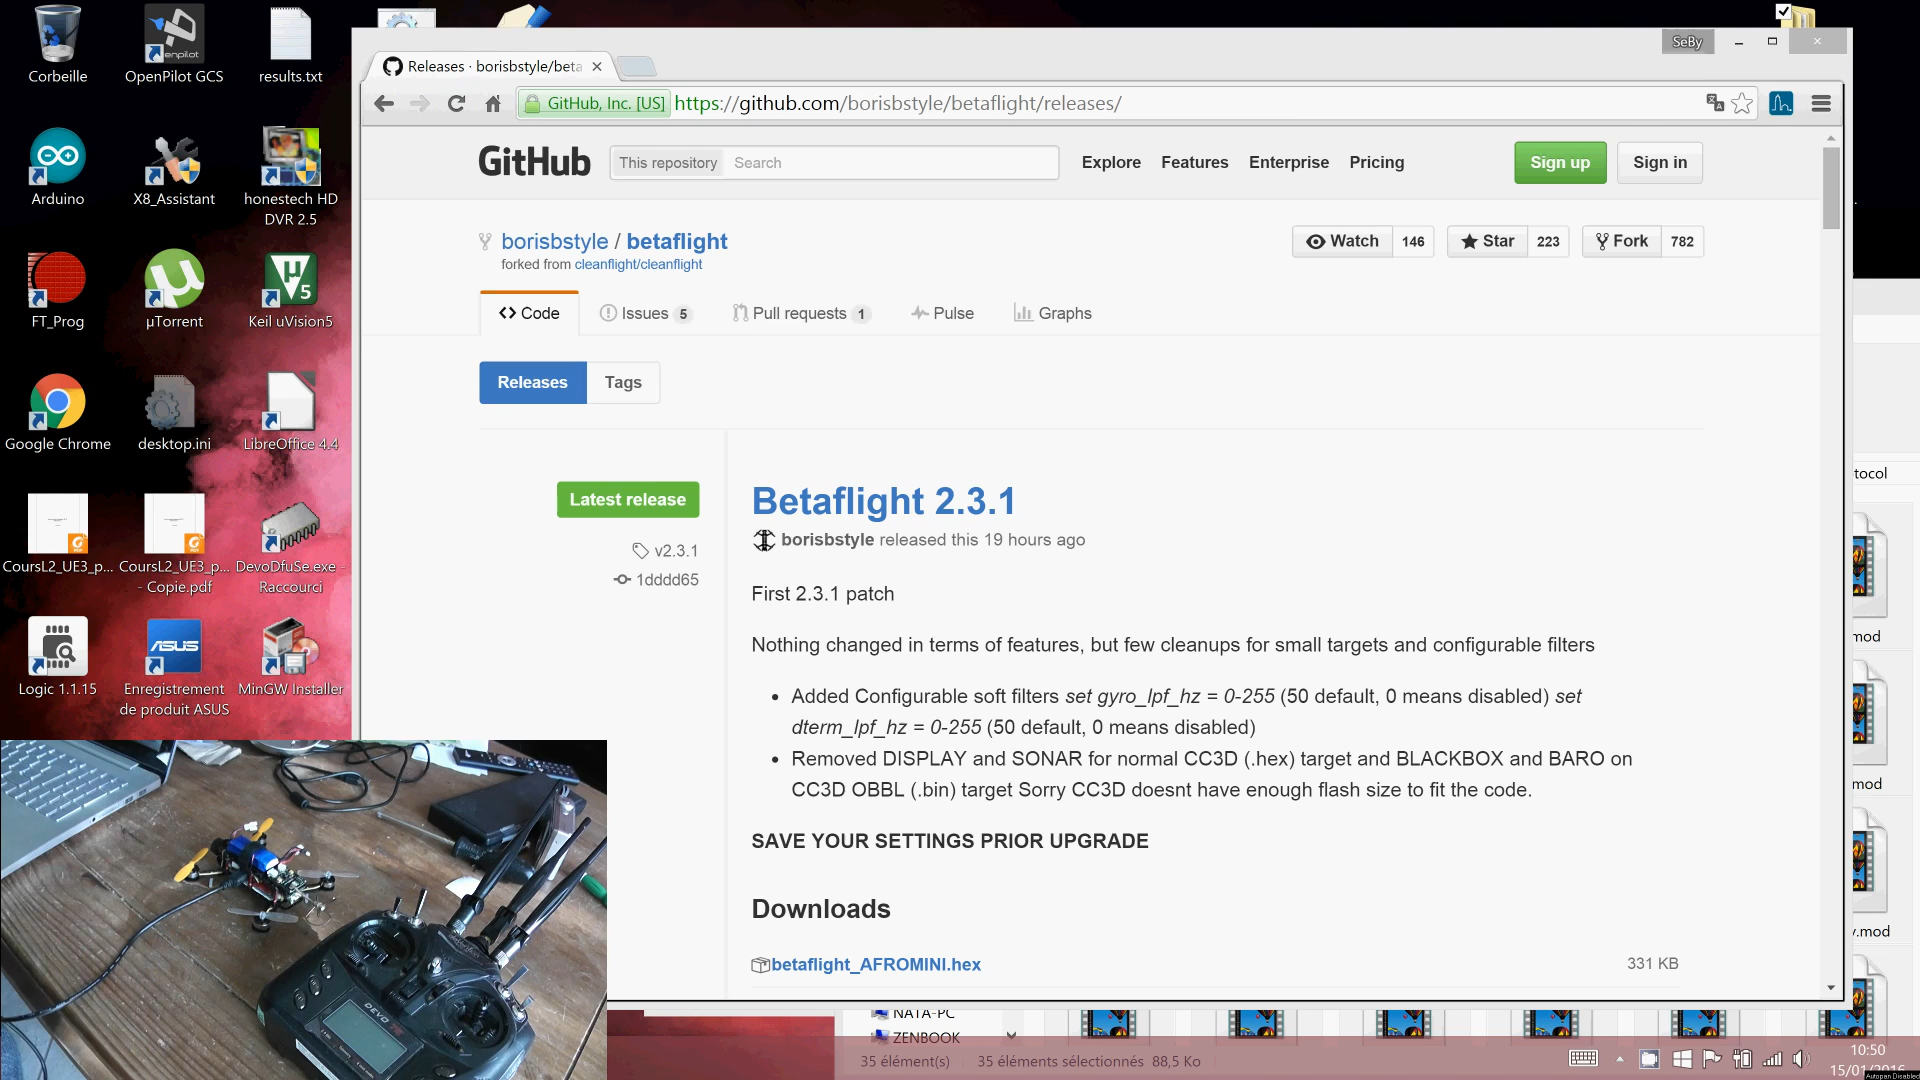 Corbeille
OpenPilot GCS
results.txt
Arduino
X8_Assistant
honestech HD
DVR 2.5
FT_Prog
µTorrent
Keil uVision5
Google Chrome
desktop.ini
LibreOffice 4.4
CoursL2_UE3_p...
CoursL2_UE3_p...
- Copie.pdf
DevoDfuSe.exe -
Raccourci
Logic 1.1.15
Enregistrement
de produit ASUS
MinGW Installer
SeBy
Releases · borisbstyle/beta
GitHub, Inc. [US] https://github.com/borisbstyle/betaflight/releases/
GitHub
This repository Search
Explore Features Enterprise Pricing
Sign up Sign in
borisbstyle / betaflight
forked from cleanflight/cleanflight
Watch 146 Star 223 Fork 782
Code Issues 5 Pull requests 1 Pulse Graphs
Releases Tags
Latest release
v2.3.1
1dddd65
Betaflight 2.3.1
borisbstyle released this 19 hours ago
First 2.3.1 patch
Nothing changed in terms of features, but few cleanups for small targets and configurable filters
• Added Configurable soft filters set gyro_lpf_hz = 0-255 (50 default, 0 means disabled) set
dterm_lpf_hz = 0-255 (50 default, 0 means disabled)
• Removed DISPLAY and SONAR for normal CC3D (.hex) target and BLACKBOX and BARO on
CC3D OBBL (.bin) target Sorry CC3D doesnt have enough flash size to fit the code.
SAVE YOUR SETTINGS PRIOR UPGRADE
Downloads
betaflight_AFROMINI.hex 331 KB
tocol
mod
mod
y.mod
DEVO
NATA-PC
ZENBOOK
35 élément(s) 35 éléments sélectionnés 88,5 Ko
10:50
15/01/2016
Autopan Disabled